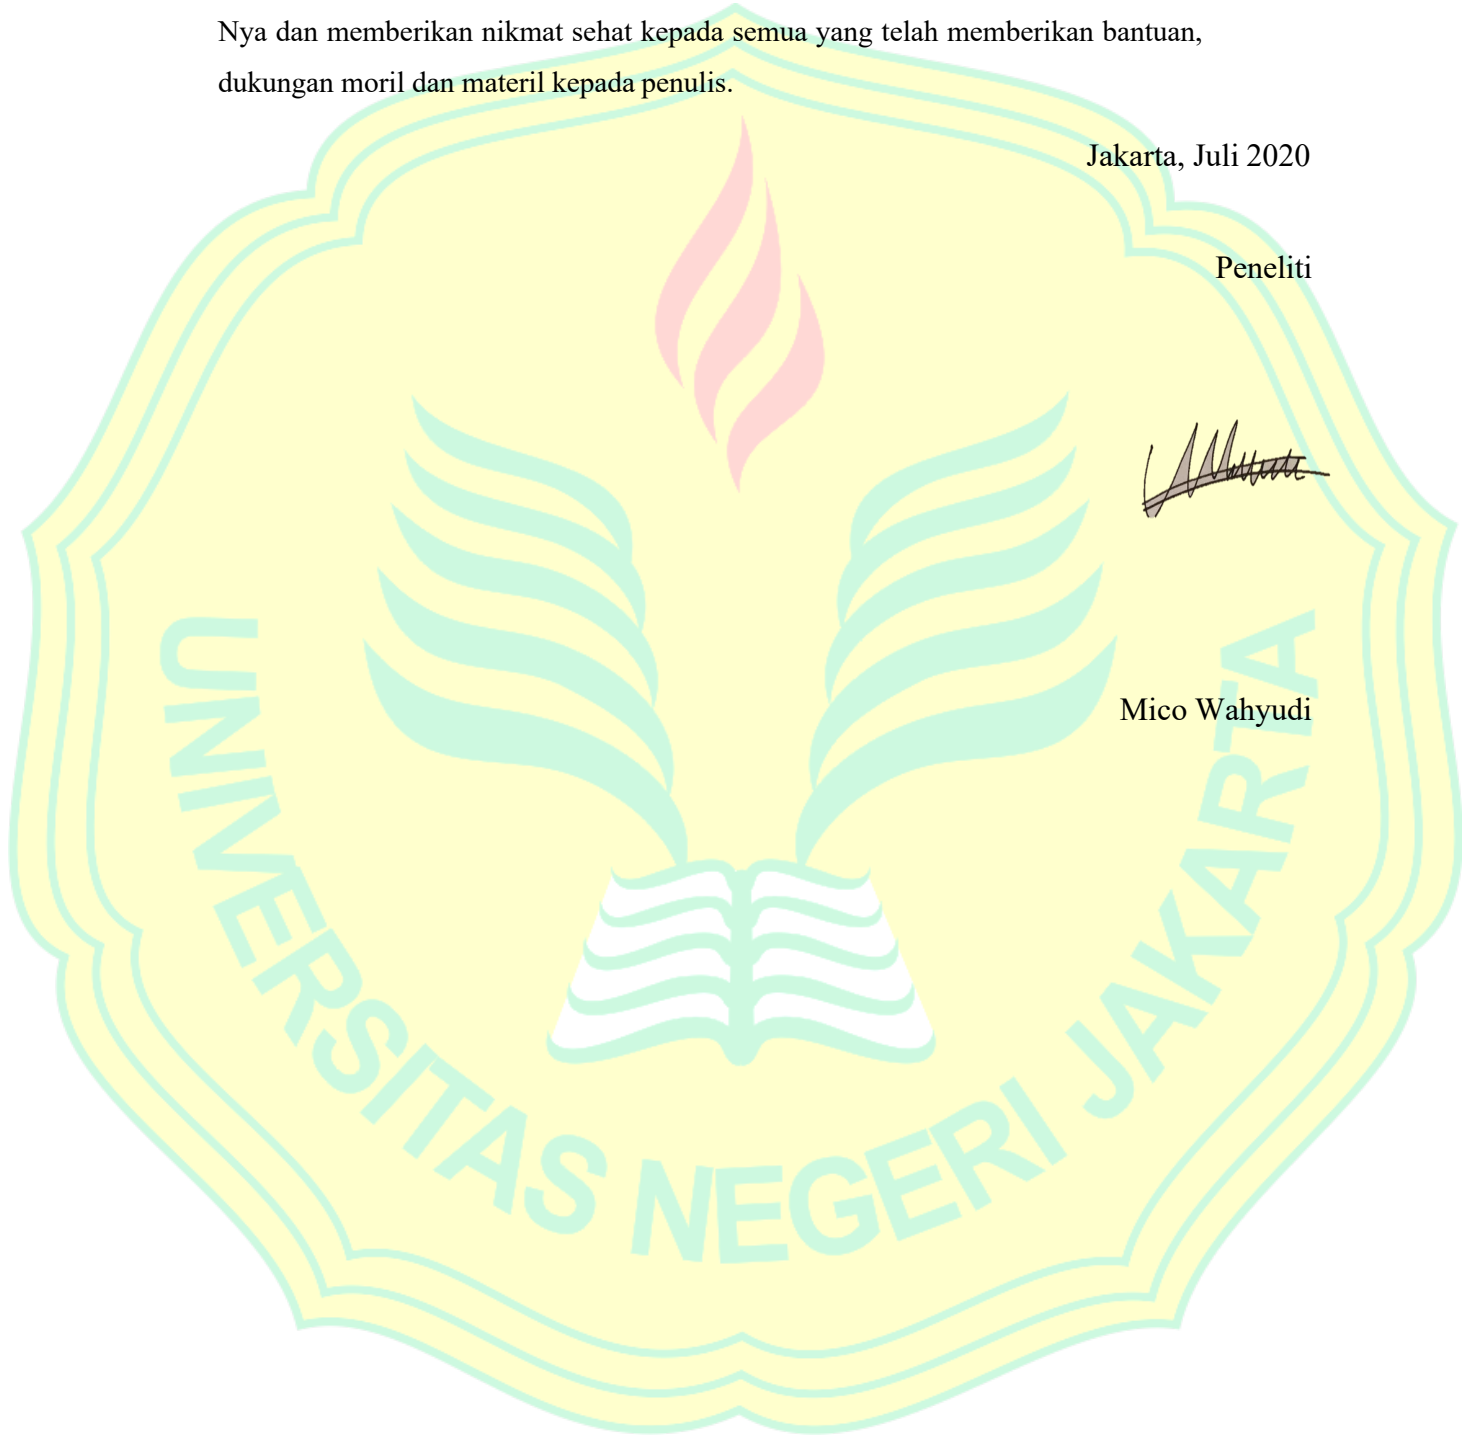 Nya dan memberikan nikmat sehat kepada semua yang telah memberikan bantuan,
dukungan moril dan materil kepada penulis.
Jakarta, Juli 2020
Peneliti
Mico Wahyudi
UNIVERSITAS NEGERI JAKARTA